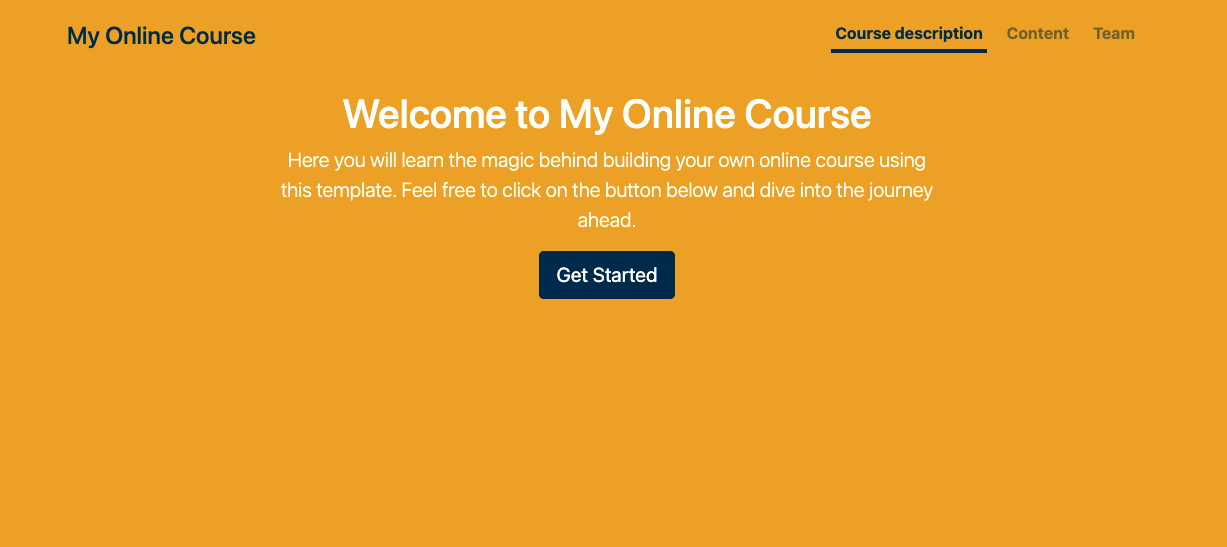 My Online Course
Course description
Content
Team
Welcome to My Online Course
Here you will learn the magic behind building your own online course using
this template. Feel free to click on the button below and dive into the journey
ahead.
Get Started